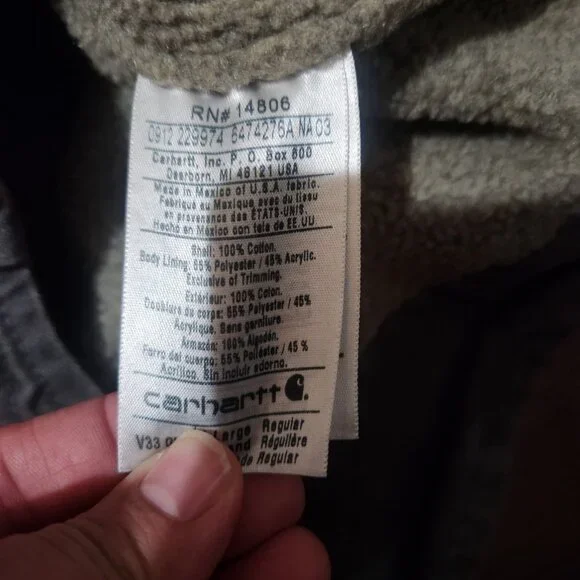 RN# 14806
C912 229974 6474276A NA 03
Carhartt, Inc. P. O. Box 600
Dearborn, MI 48121 USA
Made in Mexico of U.S.A. fabric.
Fabriqué au Mexique avec du tissu
en provenance des ÉTATS-UNIS.
Hecho en México con tela de EE.UU
Shell: 100% Cotton.
Body Lining: 55% Polyester / 45% Acrylic.
Exclusive of Trimming.
Extérieur: 100% Coton.
Doublure du corps: 55% Polyester / 45%
Acrylique. Sans garniture.
Armazón: 100% Algodón.
Forro del cuerpo: 55% Poliéster / 45 %
Acrílico. Sin incluir adorno.
carhartt
Large Regular
V33 Régulière
de Regular